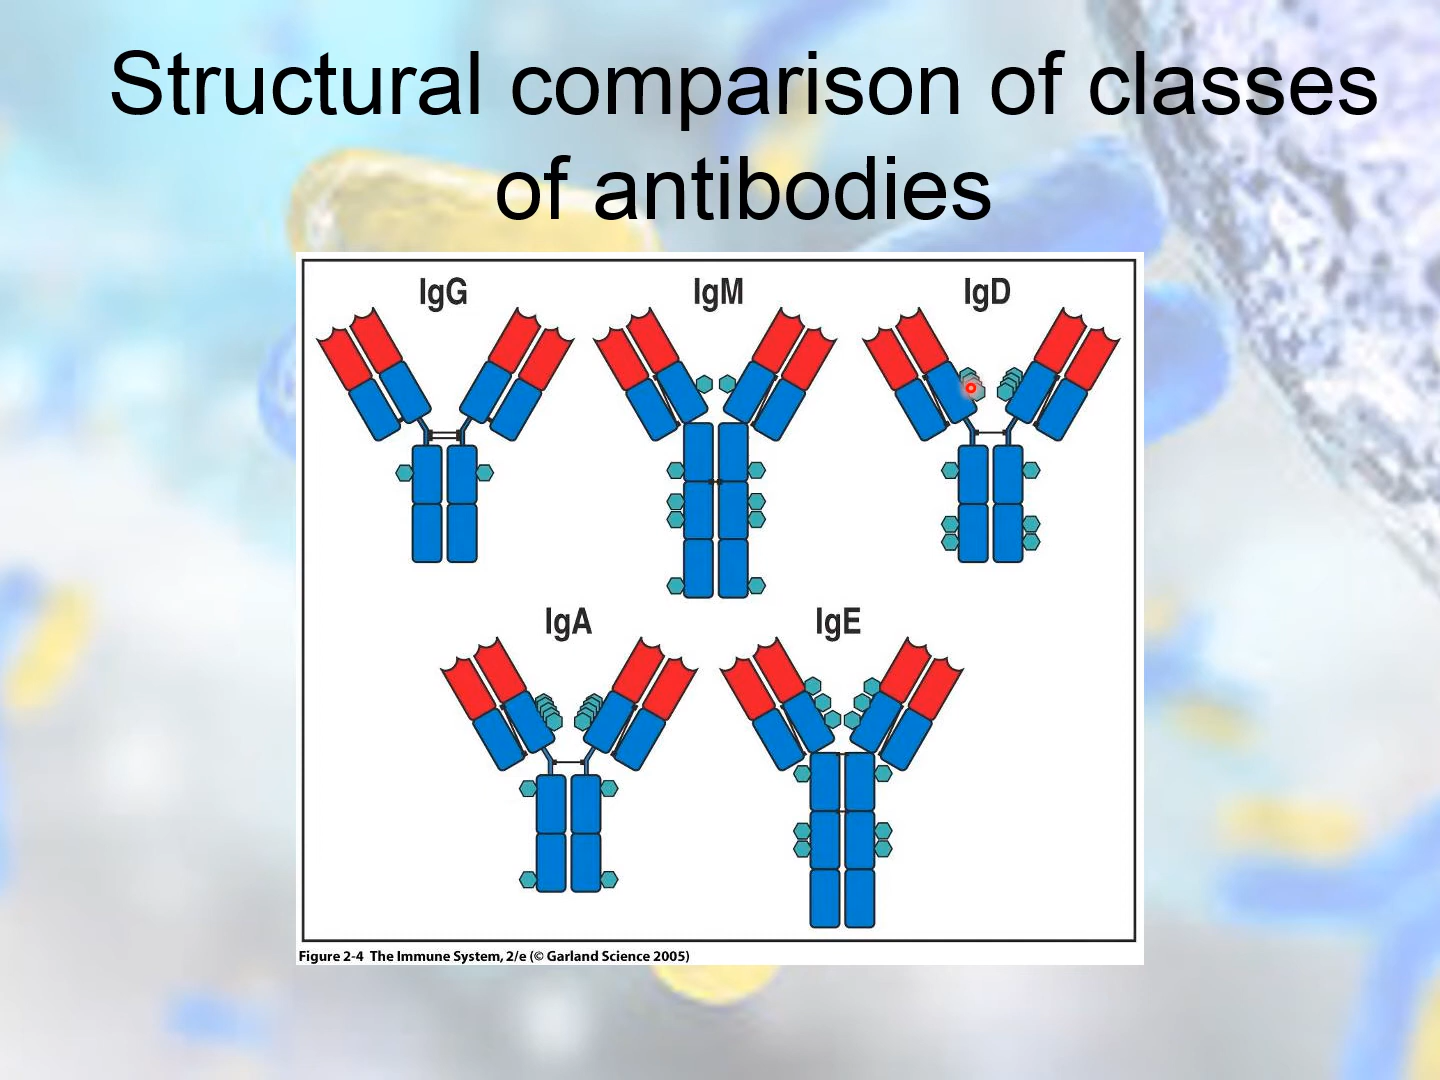 Structural comparison of classes
of antibodies
IgG
IgM
IgD
IgA
IgE
Figure 2-4 The Immune System, 2/e (© Garland Science 2005)